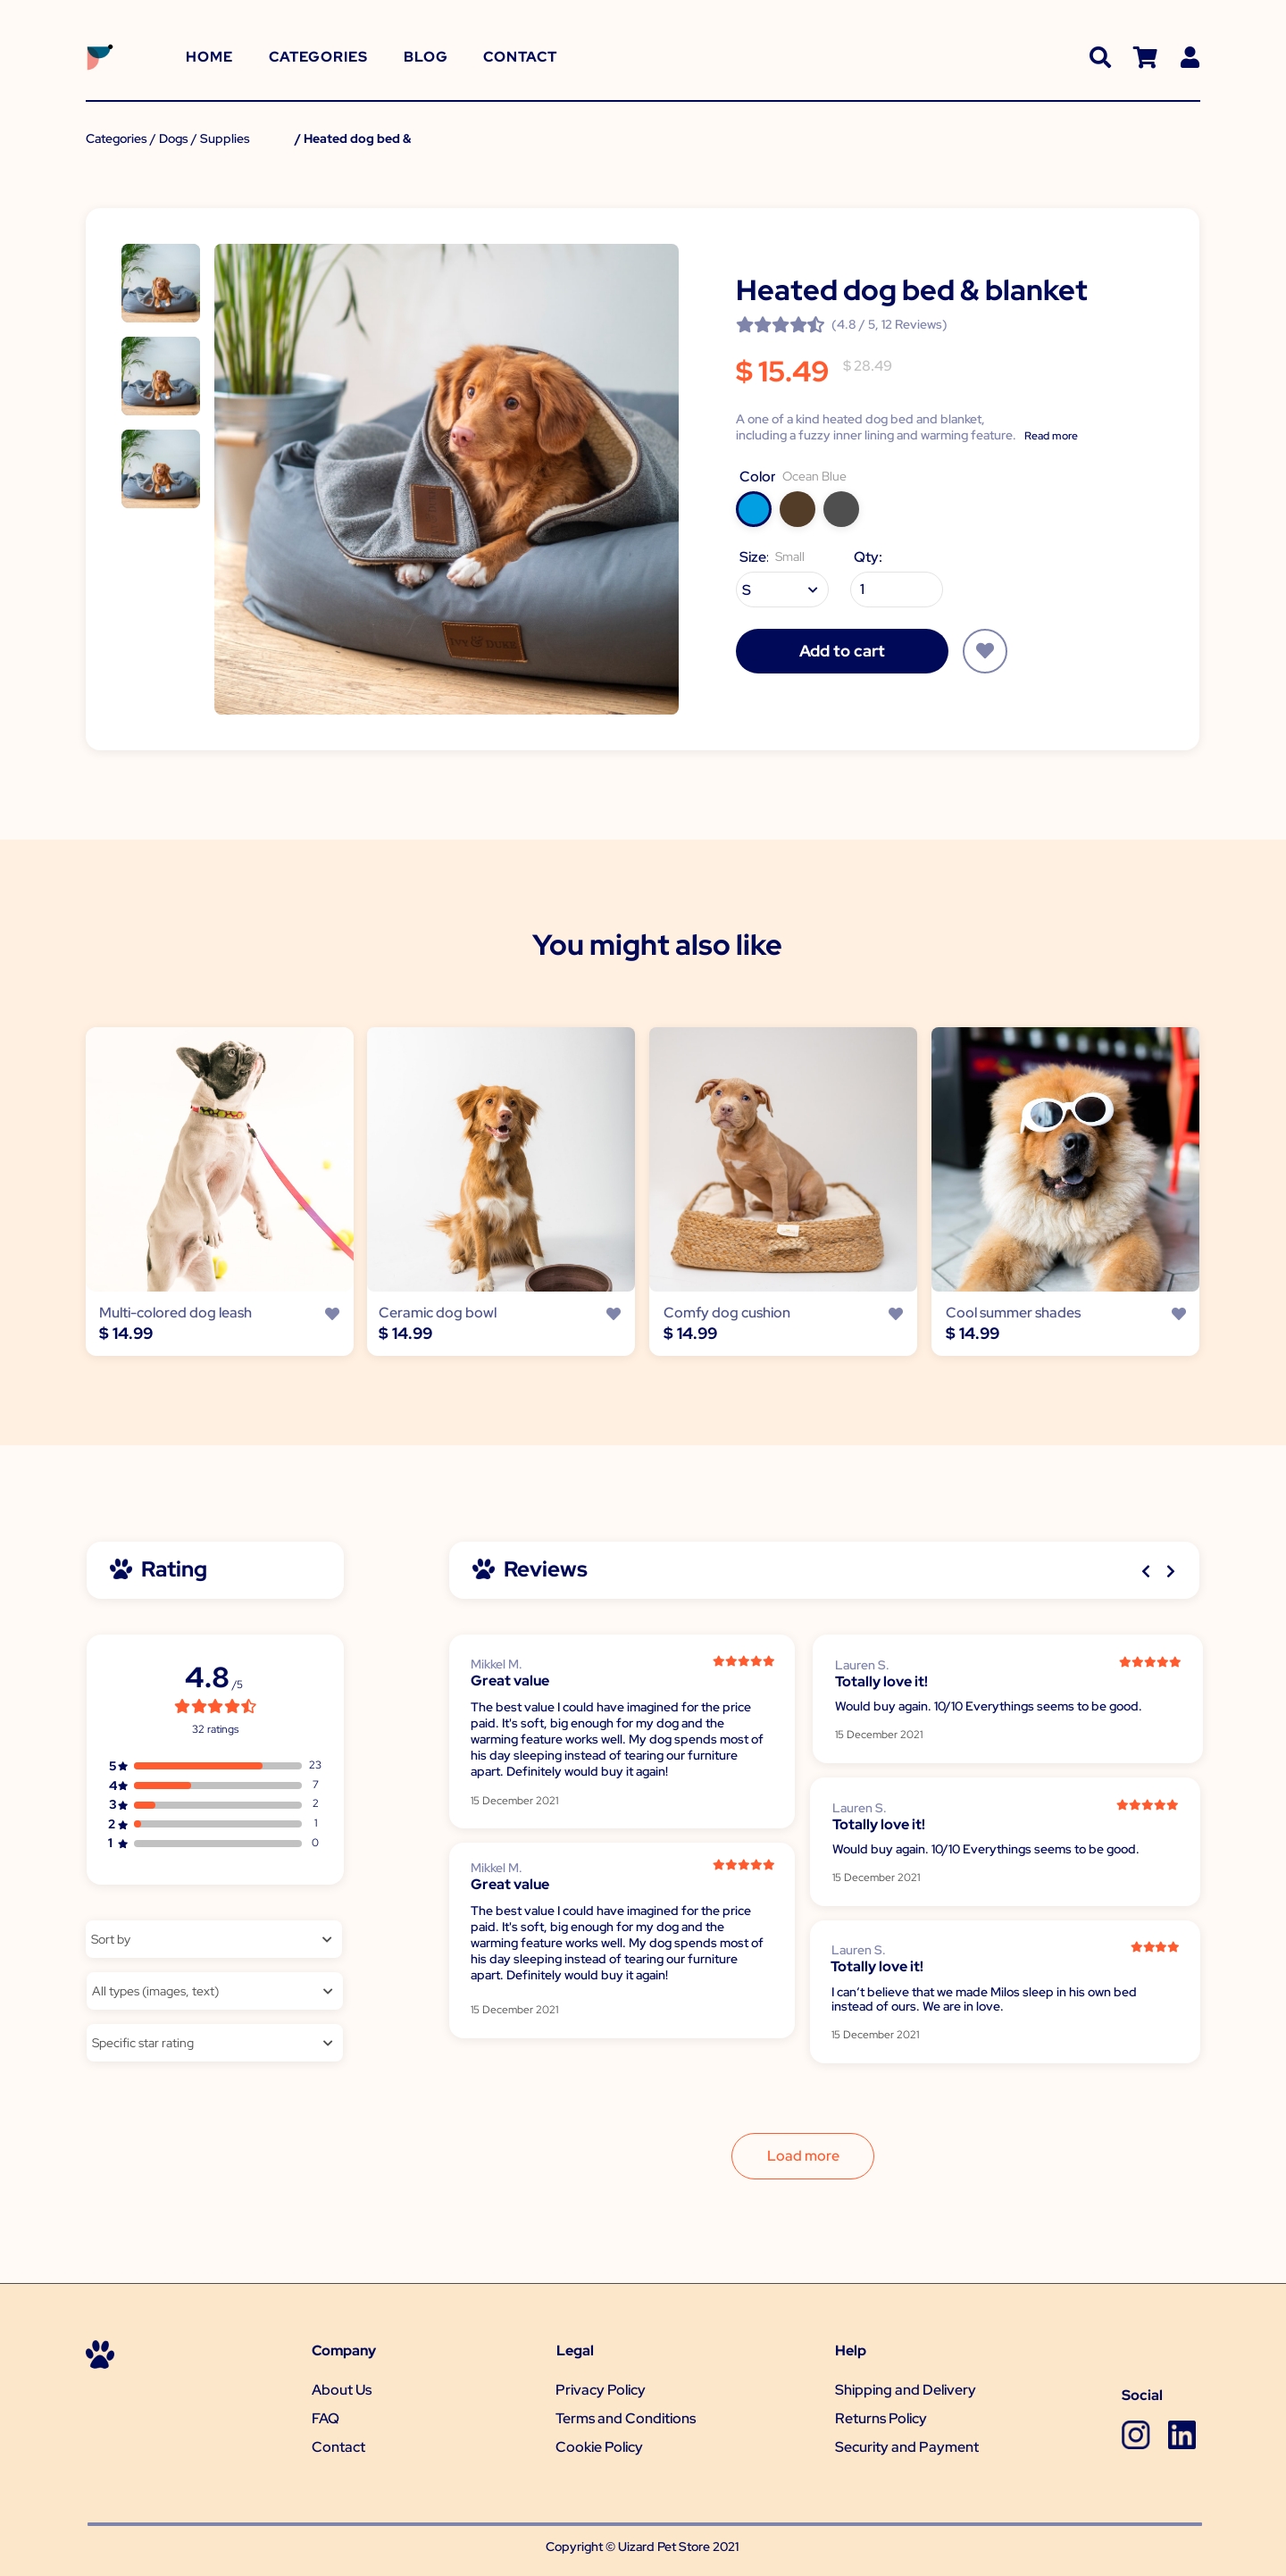 HOME CATEGORIES BLOG CONTACT
Categories / Dogs / Supplies / Heated dog bed &
Heated dog bed & blanket
(4.8 / 5, 12 Reviews)
$ 15.49 $ 28.49
A one of a kind heated dog bed and blanket,
including a fuzzy inner lining and warming feature. Read more
Color Ocean Blue
Size: Small Qty:
S 1
Add to cart
IVY & DUKE
You might also like
Multi-colored dog leash
$ 14.99
Ceramic dog bowl
$ 14.99
Comfy dog cushion
$ 14.99
Cool summer shades
$ 14.99
Rating
4.8 /5
32 ratings
5 23
4 7
3 2
2 1
1 0
Sort by
All types (images, text)
Specific star rating
Reviews
Mikkel M.
Great value
The best value I could have imagined for the price
paid. It's soft, big enough for my dog and the
warming feature works well. My dog spends most of
his day sleeping instead of tearing our furniture
apart. Definitely would buy it again!
15 December 2021
Mikkel M.
Great value
The best value I could have imagined for the price
paid. It's soft, big enough for my dog and the
warming feature works well. My dog spends most of
his day sleeping instead of tearing our furniture
apart. Definitely would buy it again!
15 December 2021
Lauren S.
Totally love it!
Would buy again. 10/10 Everythings seems to be good.
15 December 2021
Lauren S.
Totally love it!
Would buy again. 10/10 Everythings seems to be good.
15 December 2021
Lauren S.
Totally love it!
I can’t believe that we made Milos sleep in his own bed
instead of ours. We are in love.
15 December 2021
Load more
Company
About Us
FAQ
Contact
Legal
Privacy Policy
Terms and Conditions
Cookie Policy
Help
Shipping and Delivery
Returns Policy
Security and Payment
Social
Copyright © Uizard Pet Store 2021